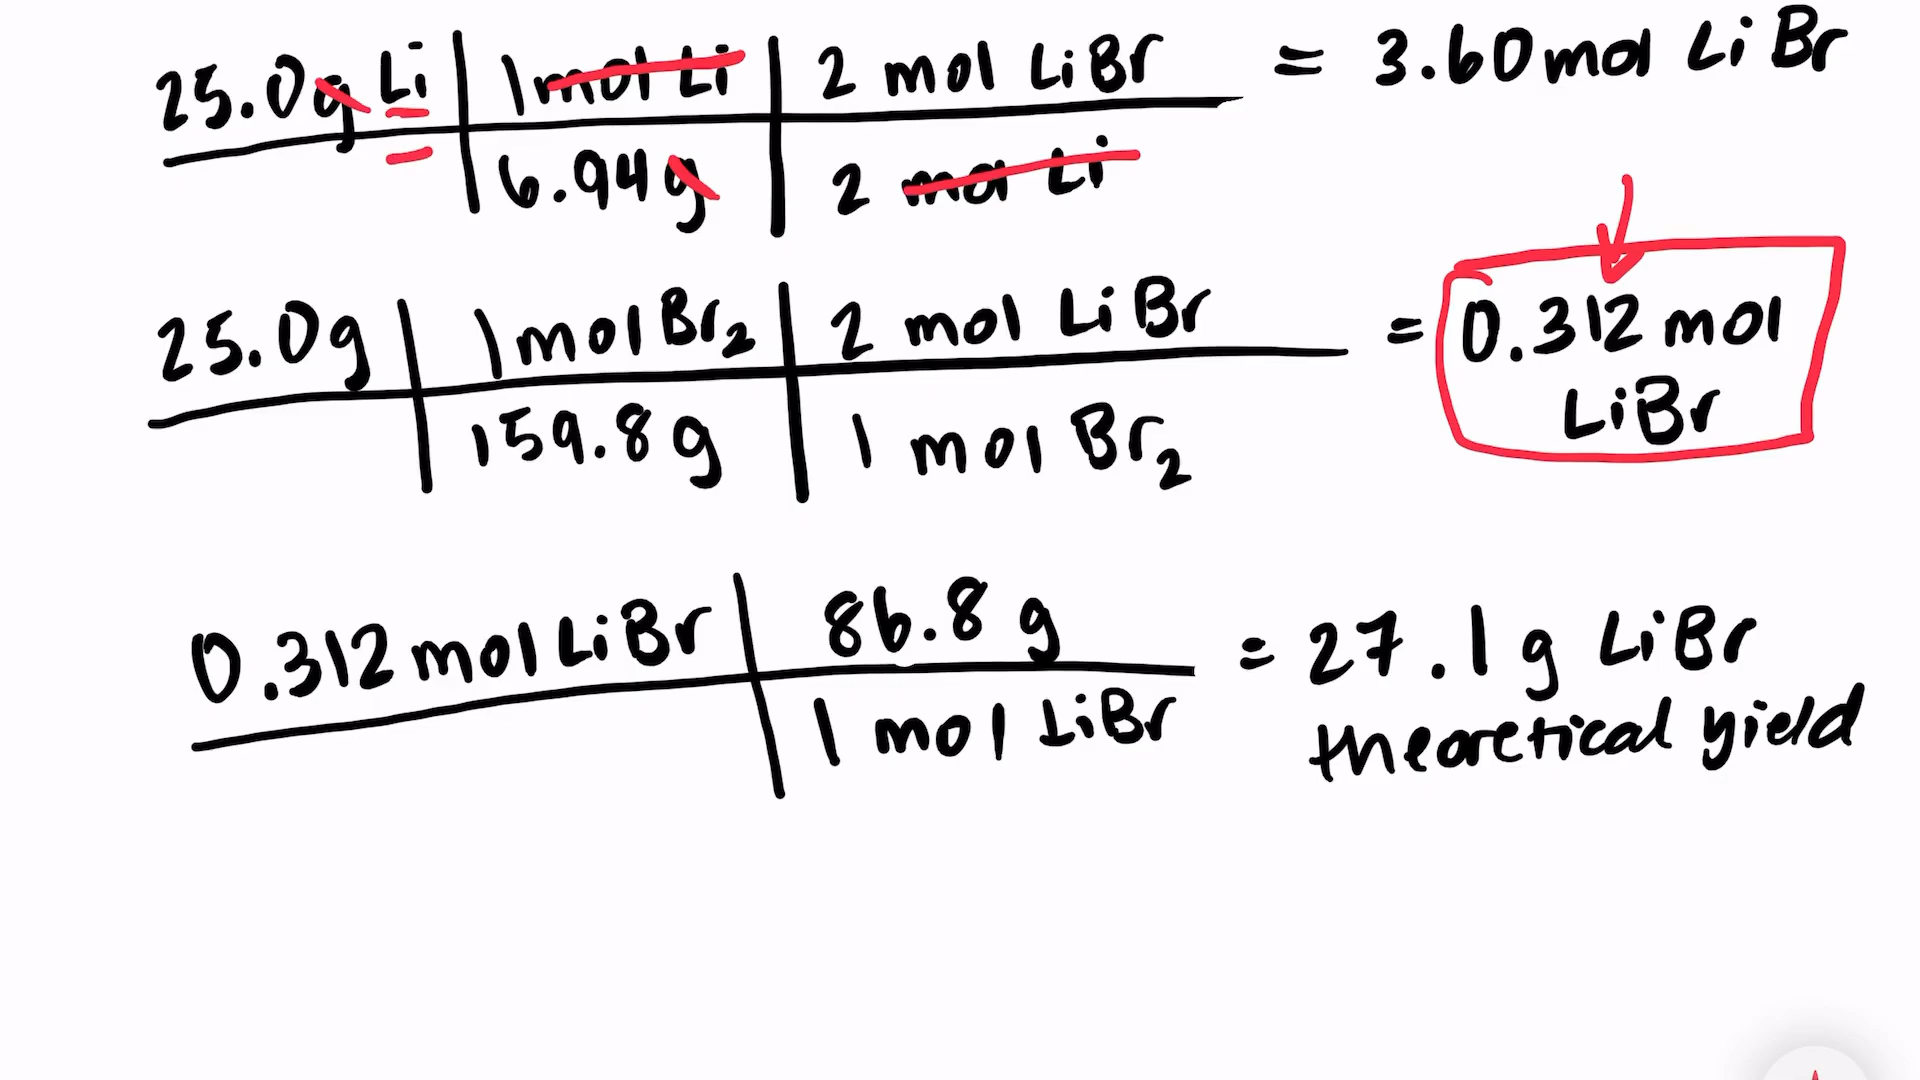 25.0g Li | 1 mol Li | 2 mol LiBr = 3.60 mol LiBr
6.94g | 2 mol Li
25.0g | 1 mol Br₂ | 2 mol LiBr = 0.312 mol
LiBr
159.8g | 1 mol Br₂
0.312 mol LiBr | 86.8 g = 27.1 g LiBr
1 mol LiBr theoretical yield